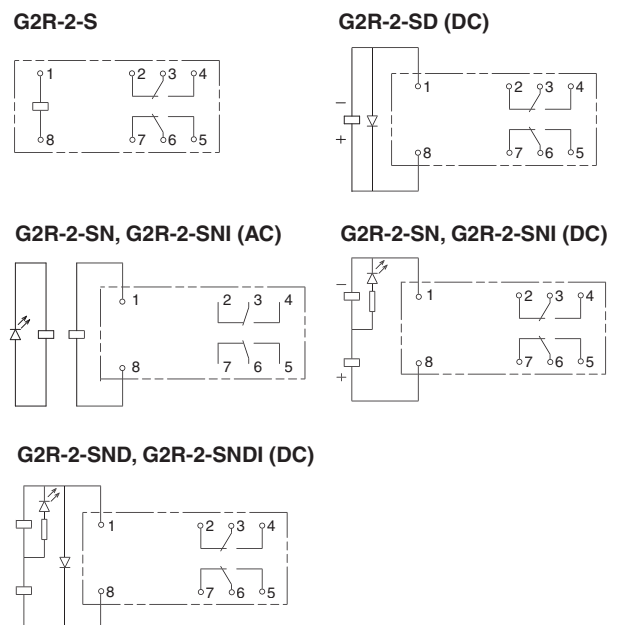 G2R-2-S
1 2 3 4
8 7 6 5
G2R-2-SD (DC)
−
+
1 2 3 4
8 7 6 5
G2R-2-SN, G2R-2-SNI (AC)
1 2 3 4
8 7 6 5
G2R-2-SN, G2R-2-SNI (DC)
−
+
1 2 3 4
8 7 6 5
G2R-2-SND, G2R-2-SNDI (DC)
1 2 3 4
8 7 6 5